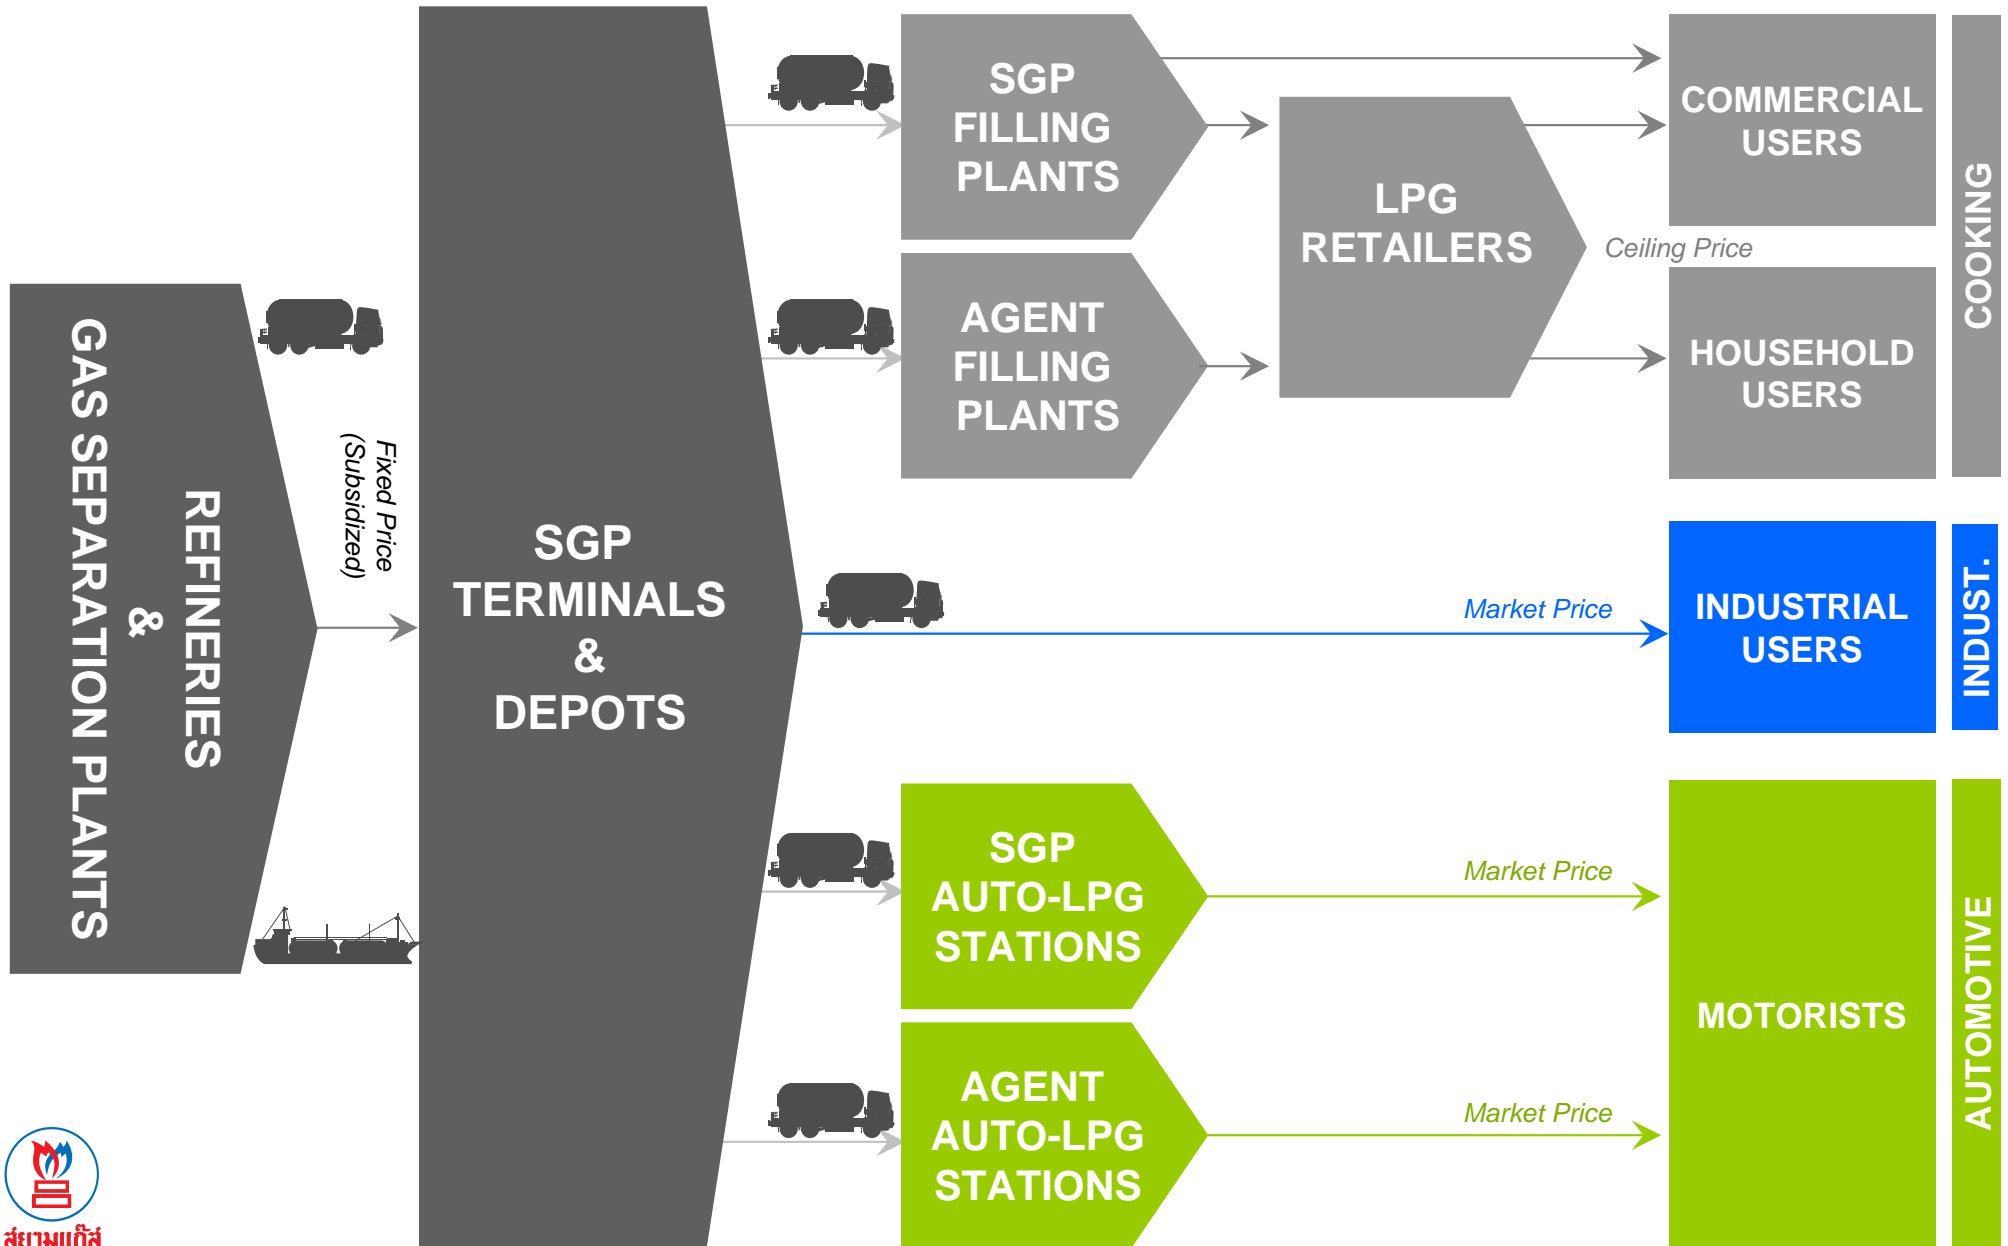 GAS SEPARATION PLANTS
&
REFINERIES
Fixed Price
(Subsidized)
SGP
TERMINALS
&
DEPOTS
SGP
FILLING
PLANTS
AGENT
FILLING
PLANTS
LPG
RETAILERS
Ceiling Price
COMMERCIAL
USERS
HOUSEHOLD
USERS
COOKING
Market Price
INDUSTRIAL
USERS
INDUST.
SGP
AUTO-LPG
STATIONS
Market Price
AGENT
AUTO-LPG
STATIONS
Market Price
MOTORISTS
AUTOMOTIVE
สยามแก๊ส